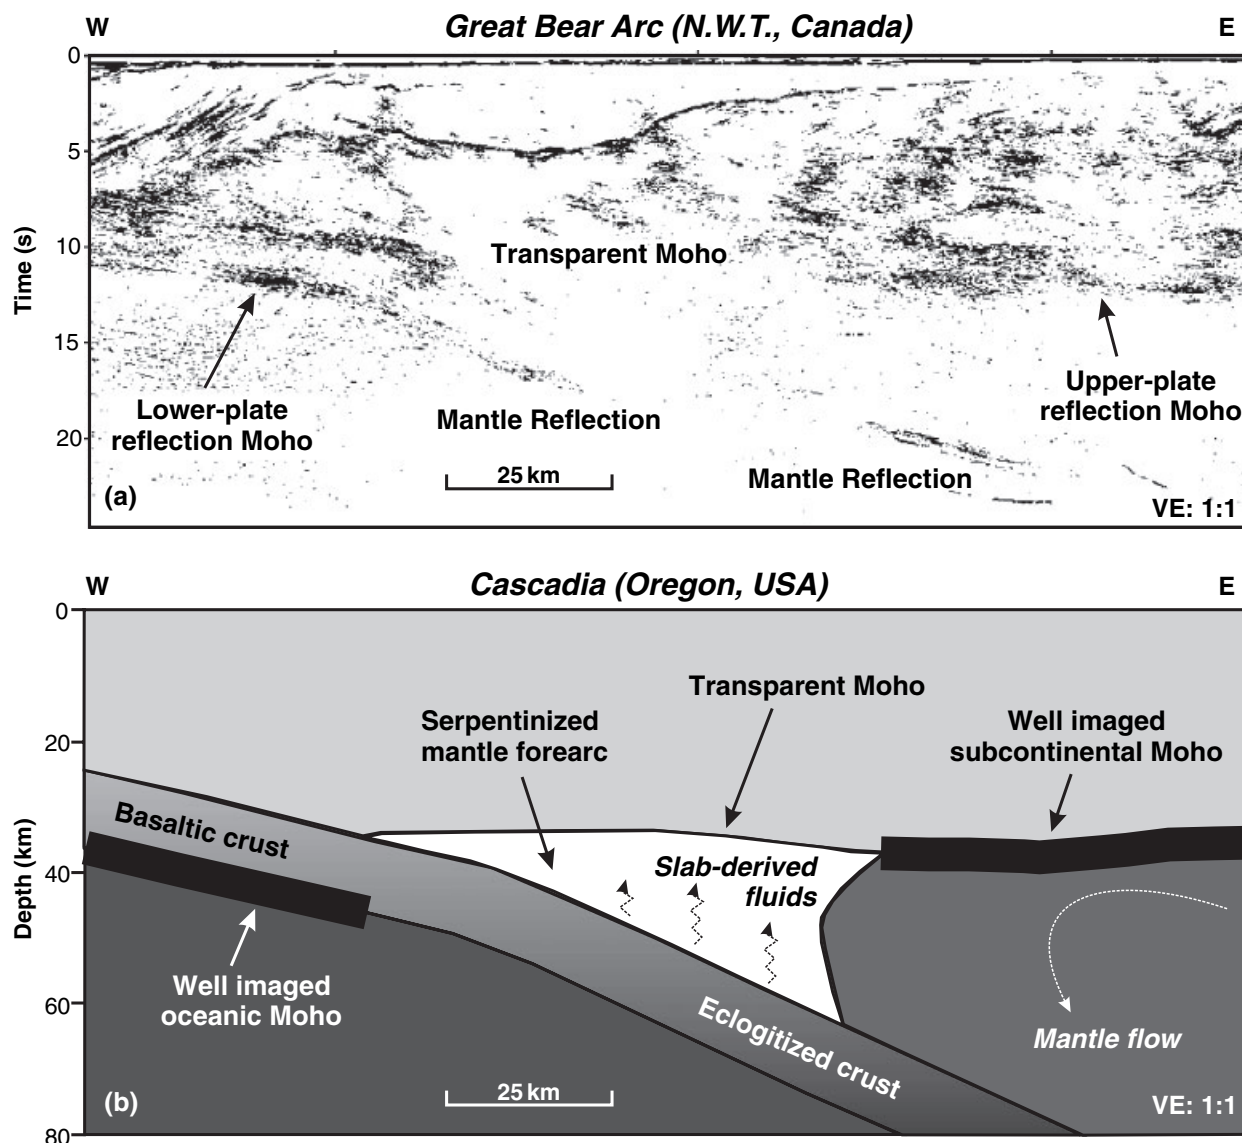 W
Great Bear Arc (N.W.T., Canada)
E
0
5
10
15
20
Time (s)
Transparent Moho
Lower-plate
reflection Moho
Mantle Reflection
Upper-plate
reflection Moho
Mantle Reflection
25 km
(a)
VE: 1:1
W
Cascadia (Oregon, USA)
E
0
20
40
60
80
Depth (km)
Transparent Moho
Serpentinized
mantle forearc
Well imaged
subcontinental Moho
Basaltic crust
Slab-derived
fluids
Well imaged
oceanic Moho
Eclogitized crust
Mantle flow
25 km
(b)
VE: 1:1